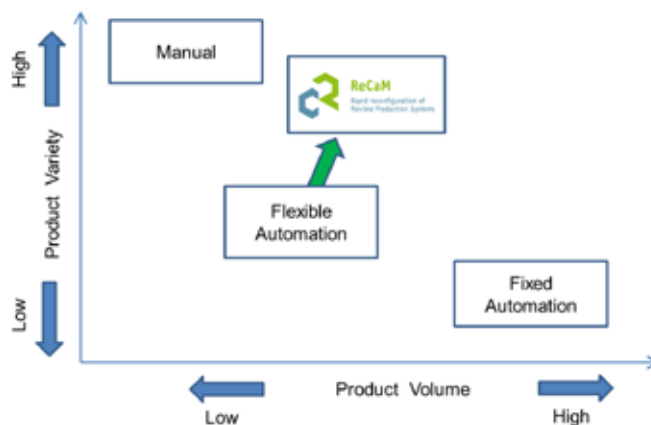 High
Product Variety
Low
Manual
ReCaM
Rapid reconfiguration of
flexible Production Systems
Flexible
Automation
Fixed
Automation
Product Volume
Low
High